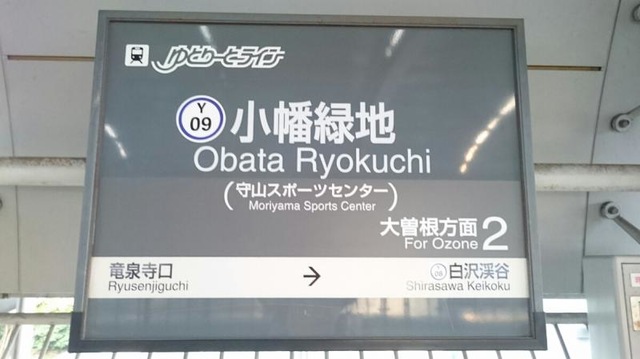 ゆとりーとライン
Y
09
小幡緑地
Obata Ryokuchi
(守山スポーツセンター)
Moriyama Sports Center
大曽根方面 2
For Ozone
竜泉寺口 → Y 08 白沢渓谷
Ryusenjiguchi Shirasawa Keikoku